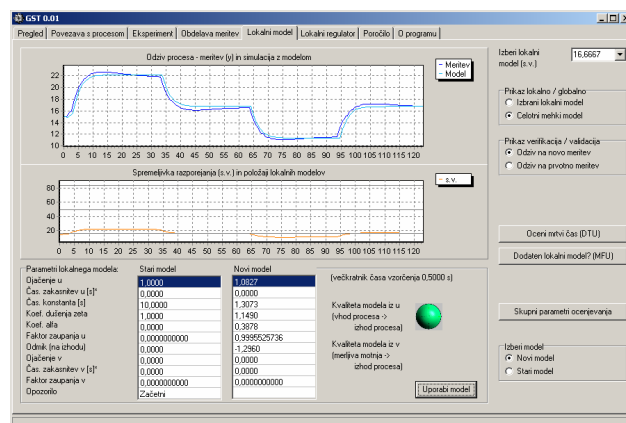 GST 0.01
Pregled Povezava s procesom Eksperiment Obdelava meritev Lokalni model Lokalni regulator Poročilo O programu
Odziv procesa - meritev (y) in simulacija z modelom
Meritev
Model
22
20
18
16
14
12
10
0 5 10 15 20 25 30 35 40 45 50 55 60 65 70 75 80 85 90 95 100 105 110 115 120
Spremenljivka razporejanja (s.v.) in položaji lokalnih modelov
s.v.
80
60
40
20
0 5 10 15 20 25 30 35 40 45 50 55 60 65 70 75 80 85 90 95 100 105 110 115 120
Izberi lokalni
model (s.v.)
16,6667
Prikaz lokalno / globalno
Izbrani lokalni model
Celotni mehki model
Prikaz verifikacija / validacija
Odziv na novo meritev
Odziv na prvotno meritev
Oceni mrtvi čas (DTU)
Dodaten lokalni model? (MFU)
Skupni parametri ocenjevanja
Izberi model
Novi model
Stari model
Parametri lokalnega modela: Stari model Novi model
Ojačenje u 1,0000 1,0827
Čas. zakasnitev u [s]* 0,0000 0,0000
Čas. konstanta [s] 10,0000 1,3073
Koef. dušenja zeta 1,0000 1,1490
Koef. alfa 0,0000 0,3878
Faktor zaupanja u 0,0000000000 0,9995525736
Odmik (na izhodu) 0,0000 -1,2960
Ojačenje v 0,0000 0,0000
Čas. zakasnitev v [s]* 0,0000 0,0000
Faktor zaupanja v 0,0000000000 0,0000000000
Opozorilo Začetni
(večkratnik časa vzorčenja 0,5000 s)
Kvaliteta modela iz u
(vhod procesa ->
izhod procesa)
Kvaliteta modela iz v
(merljiva motnja ->
izhod procesa)
Uporabi model